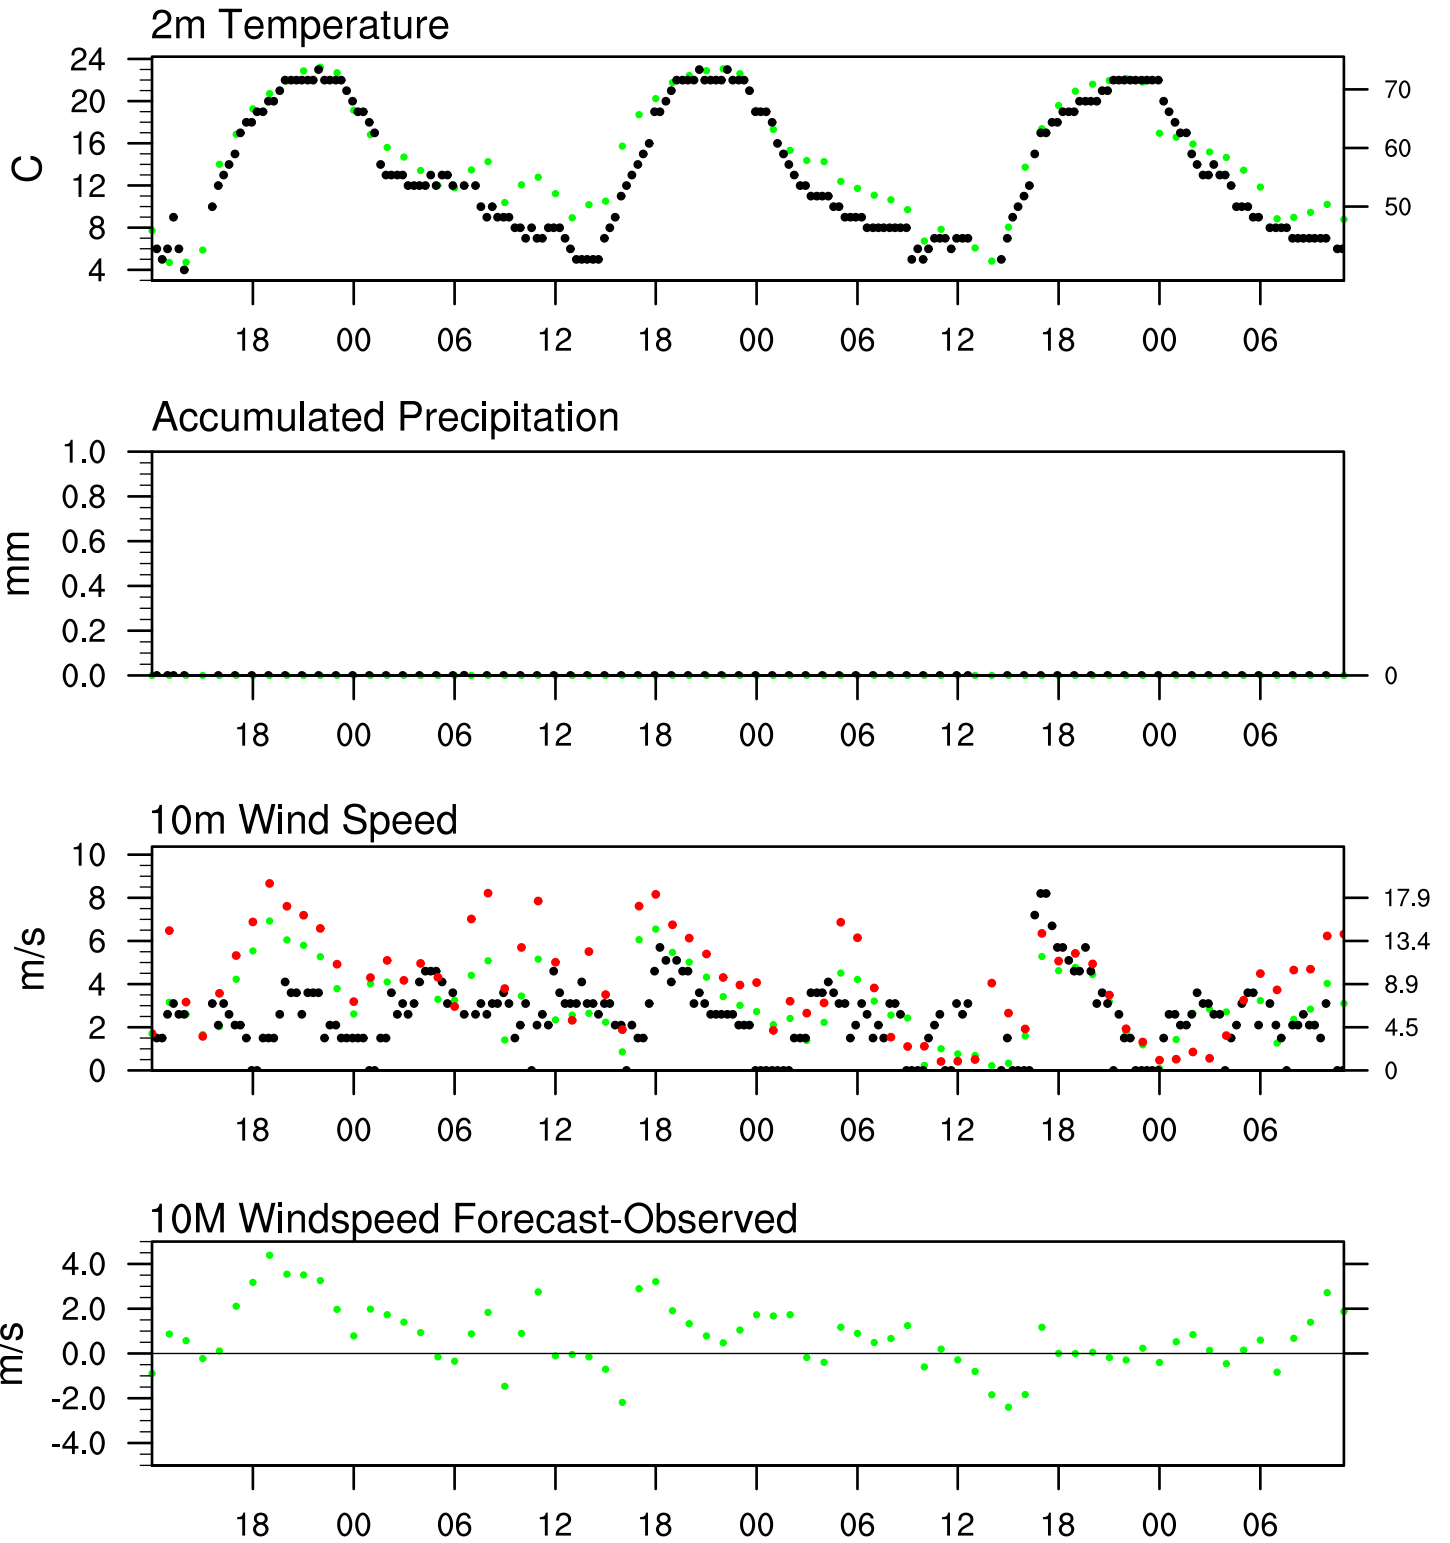 2m Temperature
24
20
16
12
8
4
C
70
60
50
18 00 06 12 18 00 06 12 18 00 06
Accumulated Precipitation
1.0
0.8
0.6
0.4
0.2
0.0
mm
0
18 00 06 12 18 00 06 12 18 00 06
10m Wind Speed
10
8
6
4
2
0
m/s
17.9
13.4
8.9
4.5
0
18 00 06 12 18 00 06 12 18 00 06
10M Windspeed Forecast-Observed
4.0
2.0
0.0
-2.0
-4.0
m/s
18 00 06 12 18 00 06 12 18 00 06